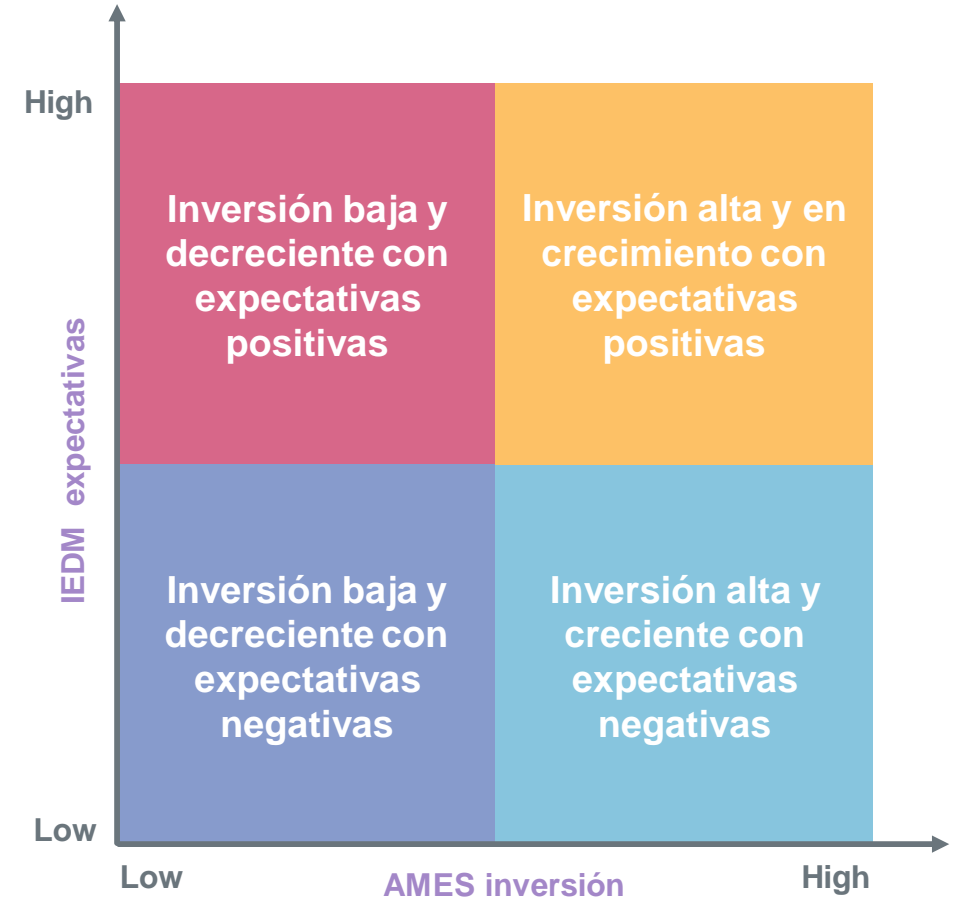 High
Inversión baja y
decreciente con
expectativas
positivas
Inversión alta y en
crecimiento con
expectativas
positivas
IEDM expectativas
Inversión baja y
decreciente con
expectativas
negativas
Inversión alta y
creciente con
expectativas
negativas
Low
Low
AMES inversión
High